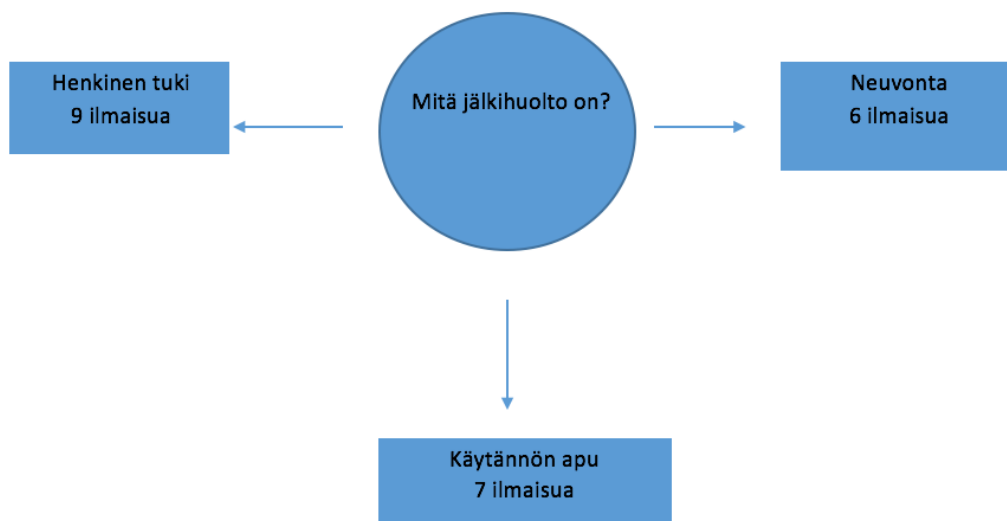 Henkinen tuki
9 ilmaisua
Mitä jälkihuolto on?
Neuvonta
6 ilmaisua
Käytännön apu
7 ilmaisua